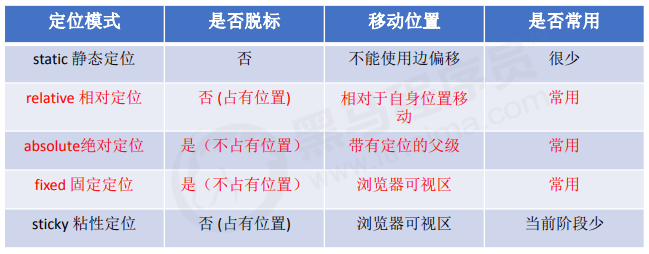 定位模式 是否脱标 移动位置 是否常用
static 静态定位 否 不能使用边偏移 很少
relative 相对定位 否 (占有位置) 相对于自身位置移动 常用
absolute绝对定位 是（不占有位置） 带有定位的父级 常用
fixed 固定定位 是（不占有位置） 浏览器可视区 常用
sticky 粘性定位 否 (占有位置) 浏览器可视区 当前阶段少